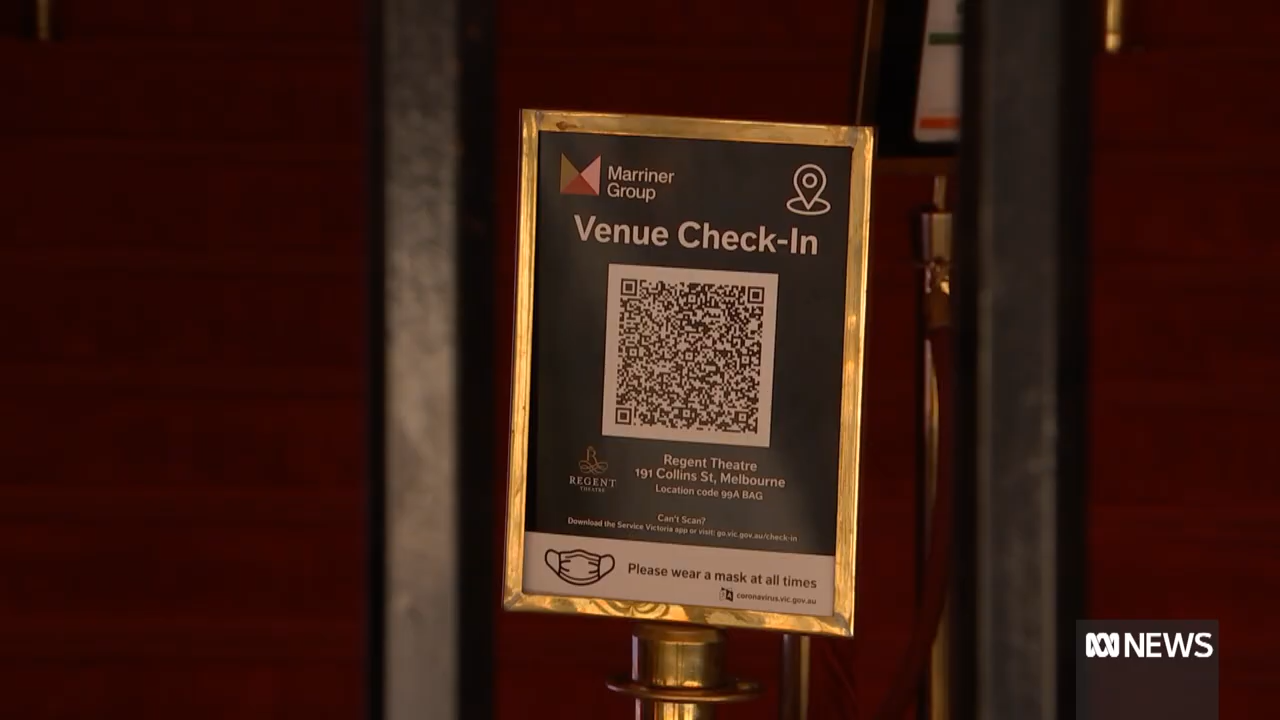 Marriner
Group
Venue Check-In
REGENT
THEATRE
Regent Theatre
191 Collins St, Melbourne
Location code 99A BAG
Can't Scan?
Download the Service Victoria app or visit: go.vic.gov.au/check-in
Please wear a mask at all times
coronavirus.vic.gov.au
NEWS